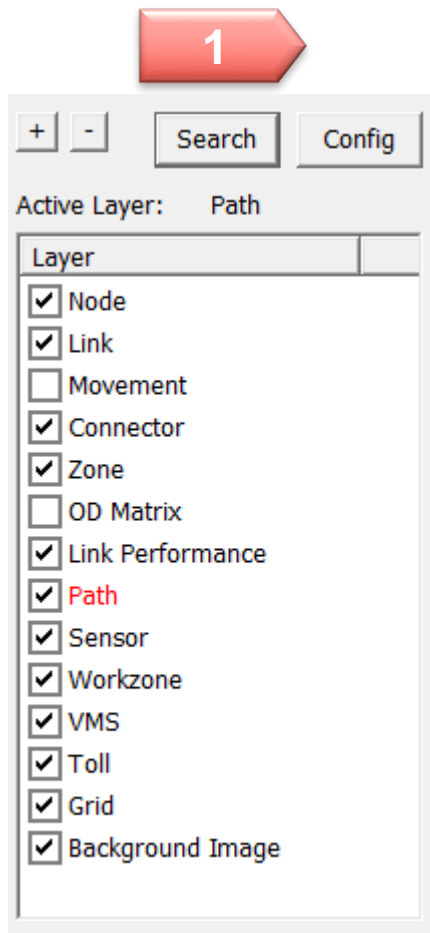 1
+ - Search Config
Active Layer: Path
Layer
Node
Link
Movement
Connector
Zone
OD Matrix
Link Performance
Path
Sensor
Workzone
VMS
Toll
Grid
Background Image